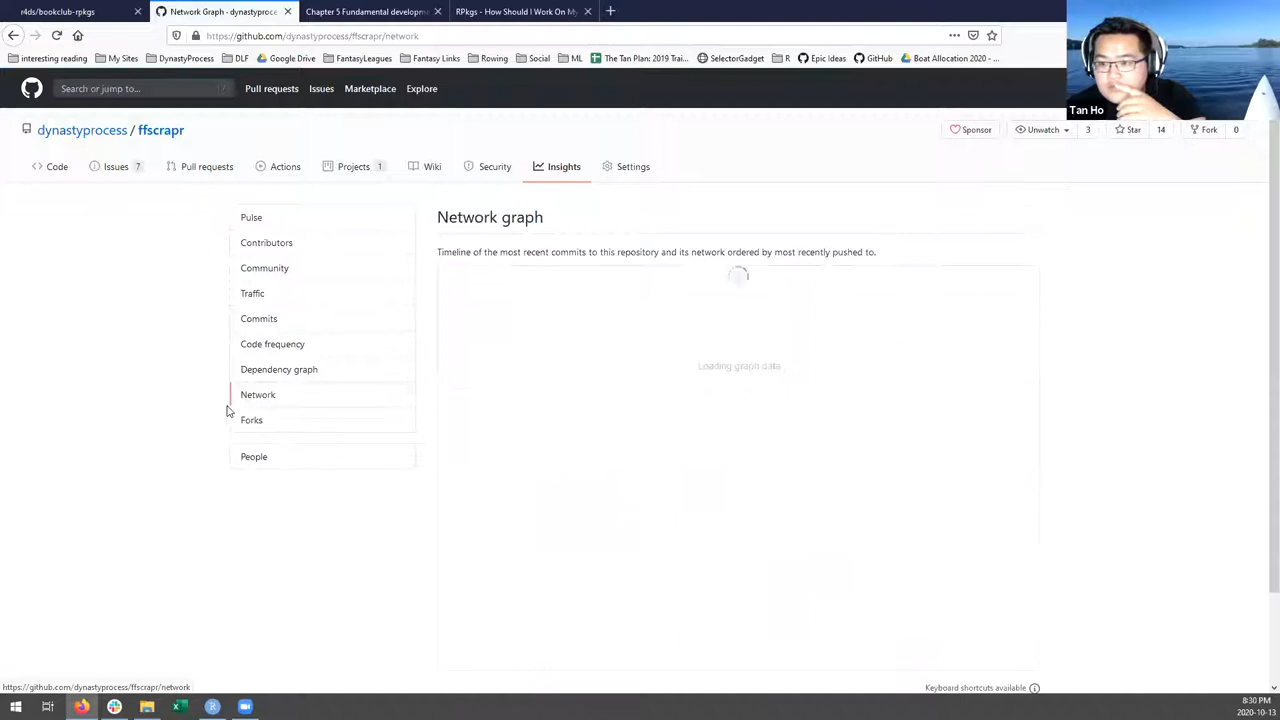 r4ds/bookclub-rpkgs
Network Graph · dynastyproce
Chapter 5 Fundamental developm
RPkgs - How Should I Work On My
https://github.com/dynastyprocess/ffscrapr/network
interesting reading
My Sites
DynastyProcess
DLF
Google Drive
FantasyLeagues
Fantasy Links
Rowing
Social
ML
The Tan Plan: 2019 Trai...
SelectorGadget
R
Epic Ideas
GitHub
Boat Allocation 2020 - ...
Search or jump to...
/
Pull requests
Issues
Marketplace
Explore
Tan Ho
dynastyprocess / ffscrapr
Sponsor
Unwatch
3
Star
14
Fork
0
Code
Issues 7
Pull requests
Actions
Projects 1
Wiki
Security
Insights
Settings
Pulse
Contributors
Community
Traffic
Commits
Code frequency
Dependency graph
Network
Forks
People
Network graph
Timeline of the most recent commits to this repository and its network ordered by most recently pushed to.
Loading graph data
https://github.com/dynastyprocess/ffscrapr/network
Keyboard shortcuts available
8:30 PM
2020-10-13